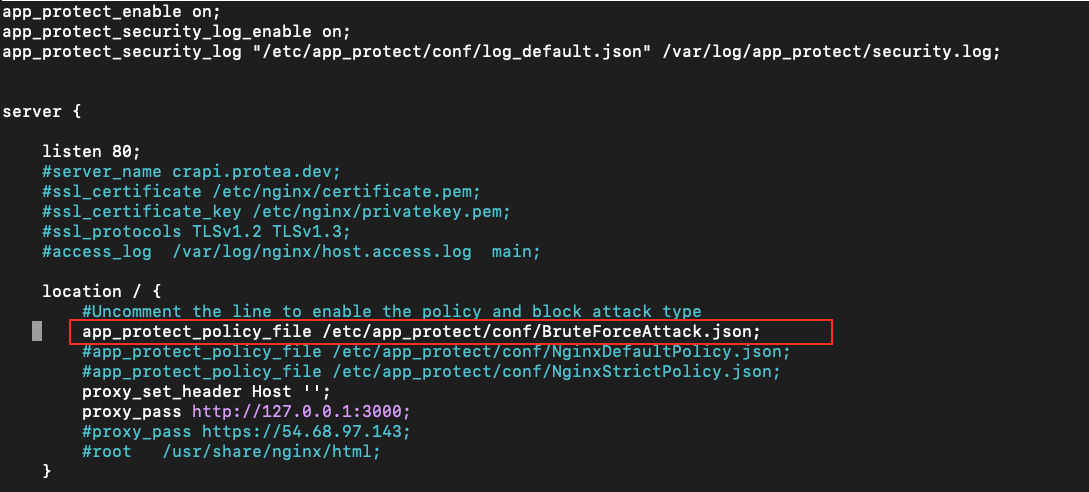 app_protect_enable on;
app_protect_security_log_enable on;
app_protect_security_log "/etc/app_protect/conf/log_default.json" /var/log/app_protect/security.log;
server {
listen 80;
#server_name crapi.protea.dev;
#ssl_certificate /etc/nginx/certificate.pem;
#ssl_certificate_key /etc/nginx/privatekey.pem;
#ssl_protocols TLSv1.2 TLSv1.3;
#access_log  /var/log/nginx/host.access.log  main;
location / {
#Uncomment the line to enable the policy and block attack type
app_protect_policy_file /etc/app_protect/conf/BruteForceAttack.json;
#app_protect_policy_file /etc/app_protect/conf/NginxDefaultPolicy.json;
#app_protect_policy_file /etc/app_protect/conf/NginxStrictPolicy.json;
proxy_set_header Host '';
proxy_pass http://127.0.0.1:3000;
#proxy_pass https://54.68.97.143;
#root   /usr/share/nginx/html;
}